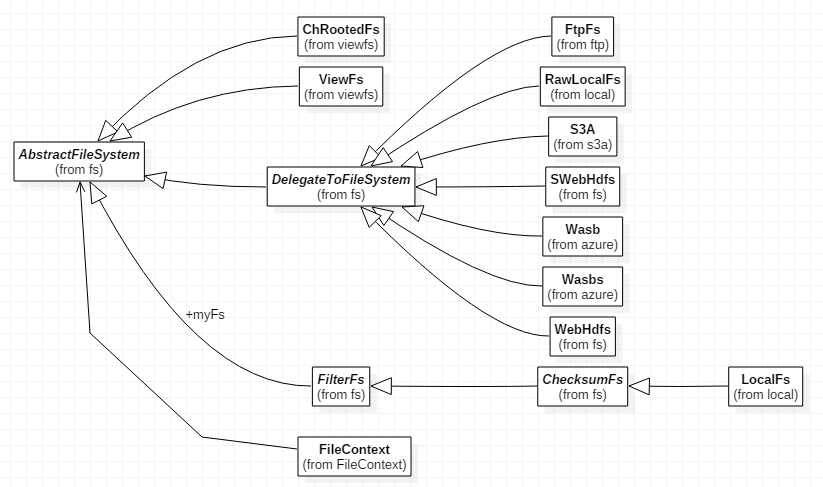 ChRootedFs
(from viewfs)
ViewFs
(from viewfs)
AbstractFileSystem
(from fs)
DelegateToFileSystem
(from fs)
FtpFs
(from ftp)
RawLocalFs
(from local)
S3A
(from s3a)
SWebHdfs
(from fs)
Wasb
(from azure)
Wasbs
(from azure)
WebHdfs
(from fs)
+myFs
FilterFs
(from fs)
ChecksumFs
(from fs)
LocalFs
(from local)
FileContext
(from FileContext)